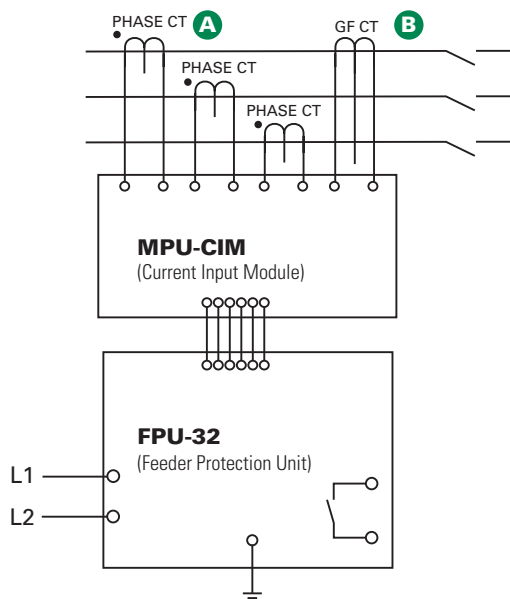 PHASE CT A
GF CT B
PHASE CT
PHASE CT
MPU-CIM
(Current Input Module)
FPU-32
(Feeder Protection Unit)
L1
L2